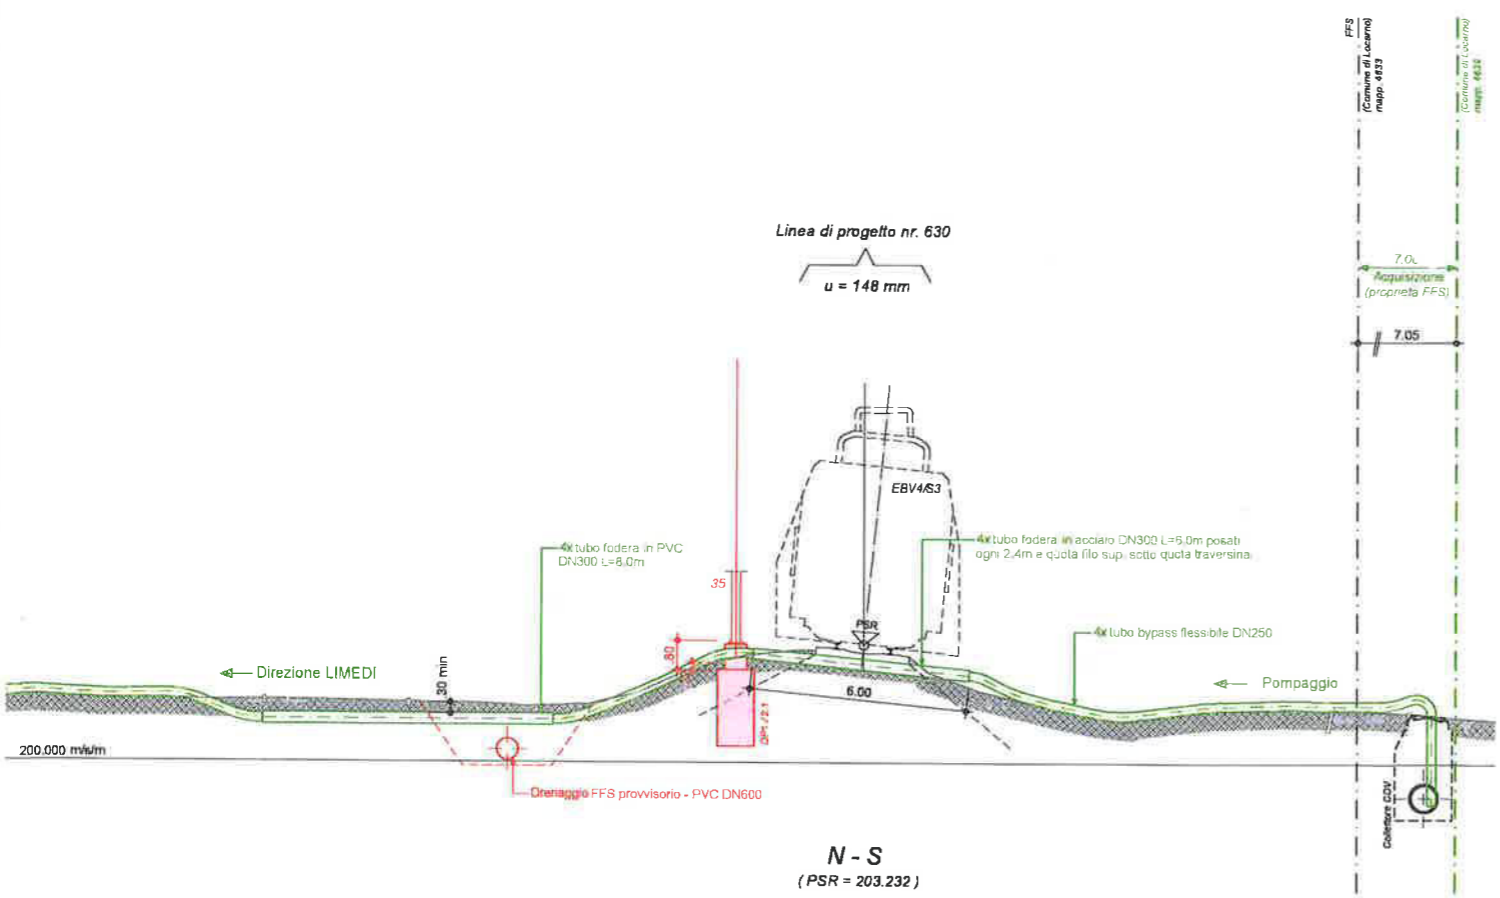 FFS
(Comune di Locarno)
mapp. 4633
(Comune di Locarno)
mapp.
Linea di progetto nr. 630
u = 148 mm
Acquisizione
(proprietà FFS)
7.05
EBV4/S3
4x tubo fodera in PVC
DN300 L=6,0m
4x tubo fodera in acciaio DN300 L=6,0m posati
ogni 2,4m e quota filo sup. sotto quota traversina
35
PSR
.80
4x tubo bypass flessibile DN250
Direzione LIMEDI
.30 min
6.00
Pompaggio
200.000 m/s/m
Drenaggio FFS provvisorio - PVC DN600
Collettore CDV
N - S
( PSR = 203.232 )